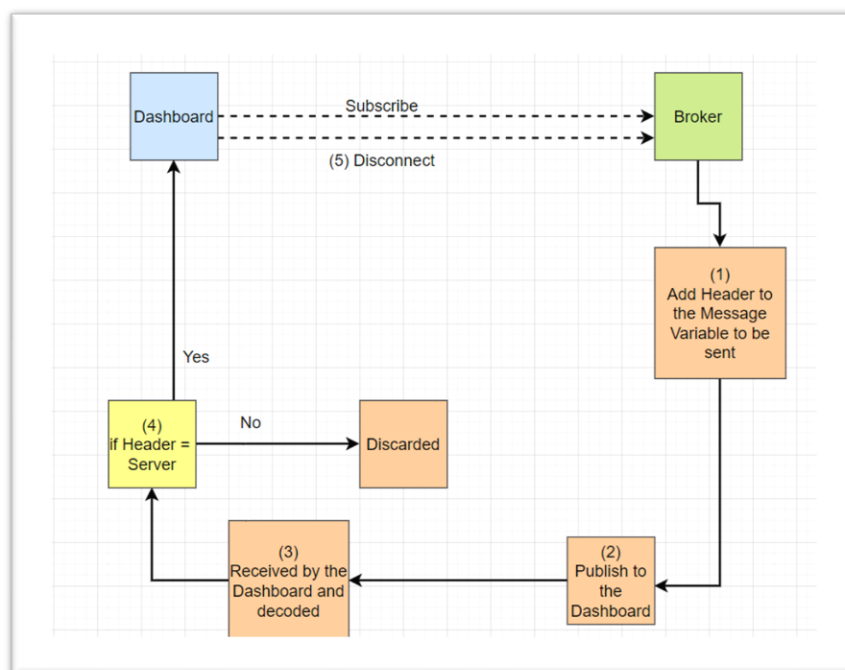 Dashboard
Subscribe
(5) Disconnect
Broker
(1)
Add Header to
the Message
Variable to be
sent
Yes
(4)
if Header =
Server
No
Discarded
(3)
Received by the
Dashboard and
decoded
(2)
Publish to
the
Dashboard